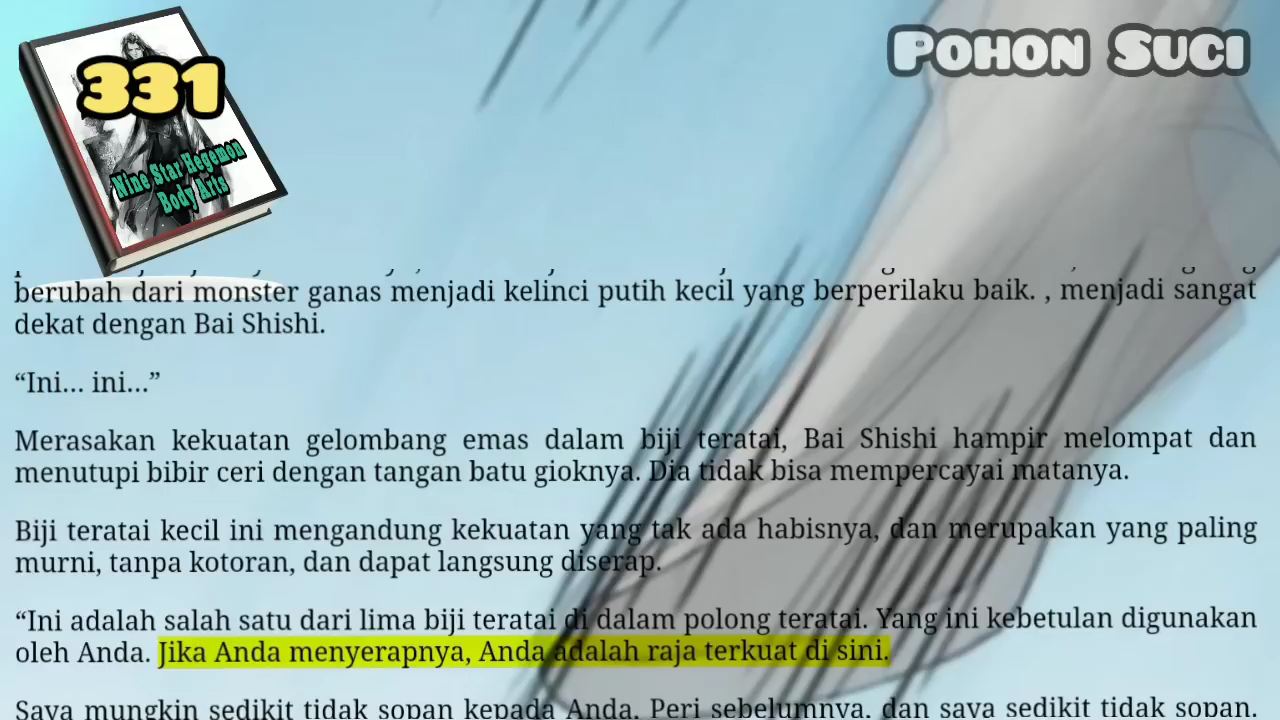 331
Nine Star Hegemon
Body Arts
Pohon Suci
berubah dari monster ganas menjadi kelinci putih kecil yang berperilaku baik. , menjadi sangat
dekat dengan Bai Shishi.
“Ini... ini...”
Merasakan kekuatan gelombang emas dalam biji teratai, Bai Shishi hampir melompat dan
menutupi bibir ceri dengan tangan batu gioknya. Dia tidak bisa mempercayai matanya.
Biji teratai kecil ini mengandung kekuatan yang tak ada habisnya, dan merupakan yang paling
murni, tanpa kotoran, dan dapat langsung diserap.
“Ini adalah salah satu dari lima biji teratai di dalam polong teratai. Yang ini kebetulan digunakan
oleh Anda. Jika Anda menyerapnya, Anda adalah raja terkuat di sini.
Saya mungkin sedikit tidak sopan kepada Anda, Peri sebelumnya, dan saya sedikit tidak sopan.